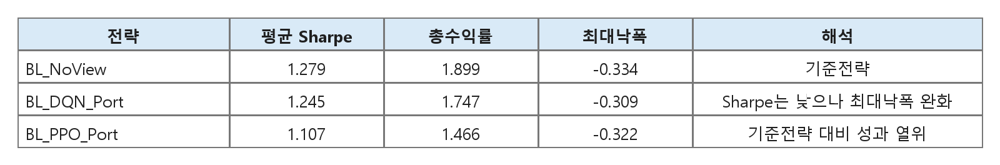 전략 평균 Sharpe 총수익률 최대낙폭 해석
BL_NoView 1.279 1.899 -0.334 기준전략
BL_DQN_Port 1.245 1.747 -0.309 Sharpe는 낮으나 최대낙폭 완화
BL_PPO_Port 1.107 1.466 -0.322 기준전략 대비 성과 열위